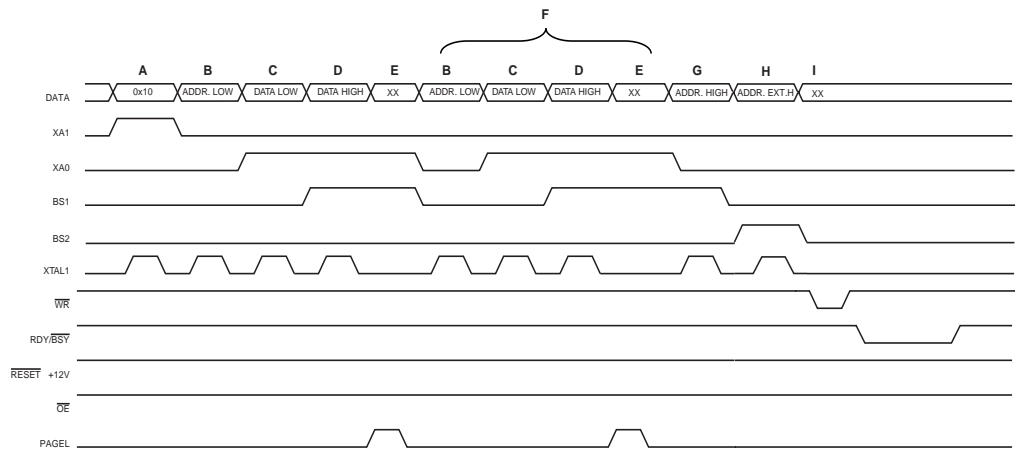 F
A B C D E B C D E G H I
DATA 0x10 ADDR. LOW DATA LOW DATA HIGH XX ADDR. LOW DATA LOW DATA HIGH XX ADDR. HIGH ADDR. EXT.H XX
XA1
XA0
BS1
BS2
XTAL1
WR
RDY/BSY
RESET +12V
OE
PAGEL